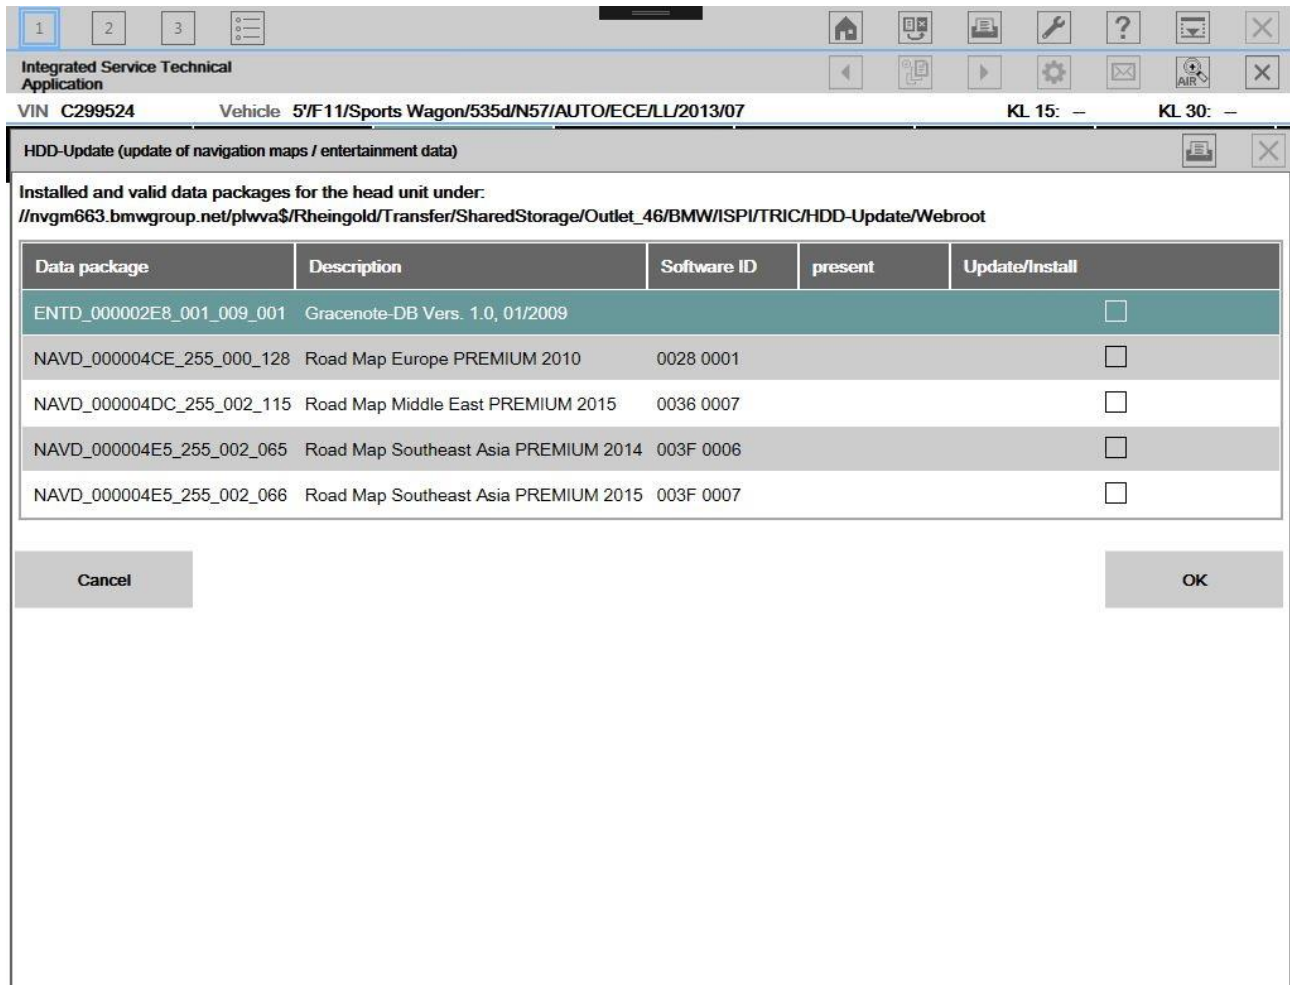 1 2 3 ?
Integrated Service Technical
Application
AIR
VIN C299524 Vehicle 5'/F11/Sports Wagon/535d/N57/AUTO/ECE/LL/2013/07 KL 15: -- KL 30: --
HDD-Update (update of navigation maps / entertainment data)
Installed and valid data packages for the head unit under:
//nvgm663.bmwgroup.net/plwva$/Rheingold/Transfer/SharedStorage/Outlet_46/BMW/ISPI/TRIC/HDD-Update/Webroot
Data package Description Software ID present Update/Install
ENTD_000002E8_001_009_001 Gracenote-DB Vers. 1.0, 01/2009
NAVD_000004CE_255_000_128 Road Map Europe PREMIUM 2010 0028 0001
NAVD_000004DC_255_002_115 Road Map Middle East PREMIUM 2015 0036 0007
NAVD_000004E5_255_002_065 Road Map Southeast Asia PREMIUM 2014 003F 0006
NAVD_000004E5_255_002_066 Road Map Southeast Asia PREMIUM 2015 003F 0007
Cancel OK